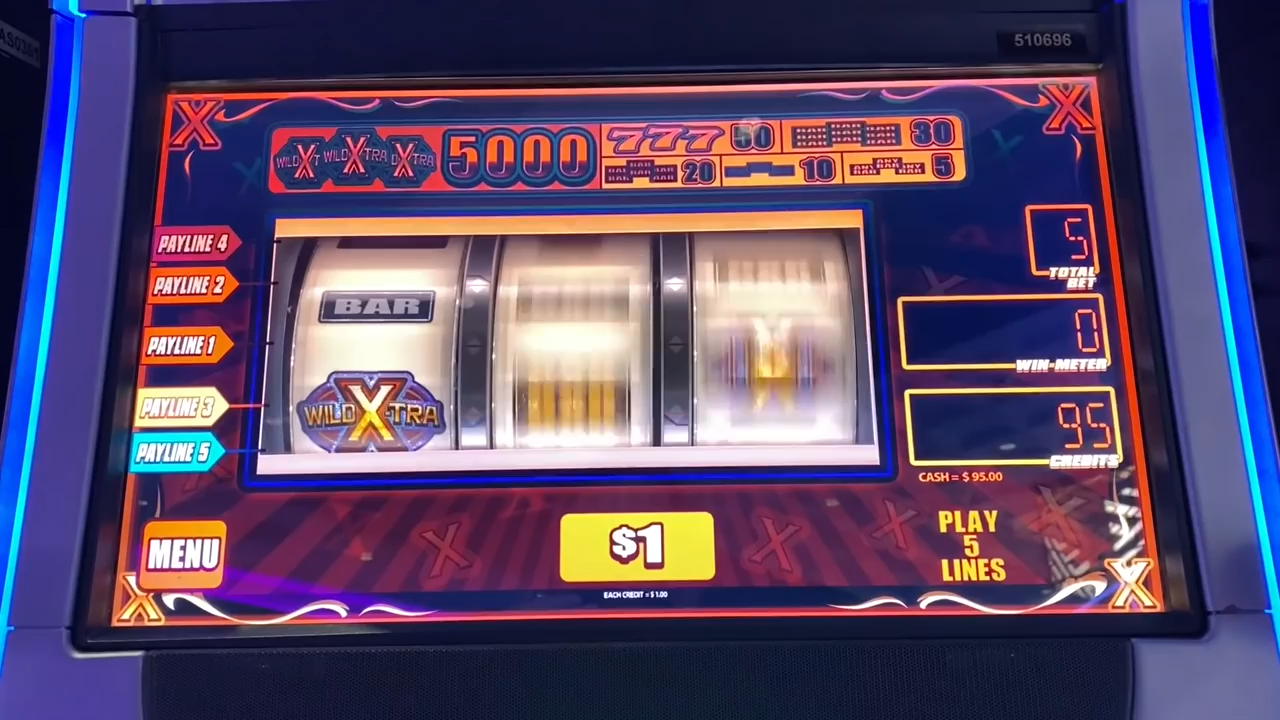 AS0361
510696
WILD X T WILD X TRA D X TRA 5000
777 50
BAR BAR BAR 30
BAR BAR BAR 20
10
ANY BAR ANY BAR ANY BAR 5
PAYLINE 4
PAYLINE 2
PAYLINE 1
PAYLINE 3
PAYLINE 5
BAR
WILD X TRA
5
TOTAL BET
0
WIN-METER
95
CREDITS
CASH = $ 95.00
MENU
$1
EACH CREDIT = $1.00
PLAY
5
LINES